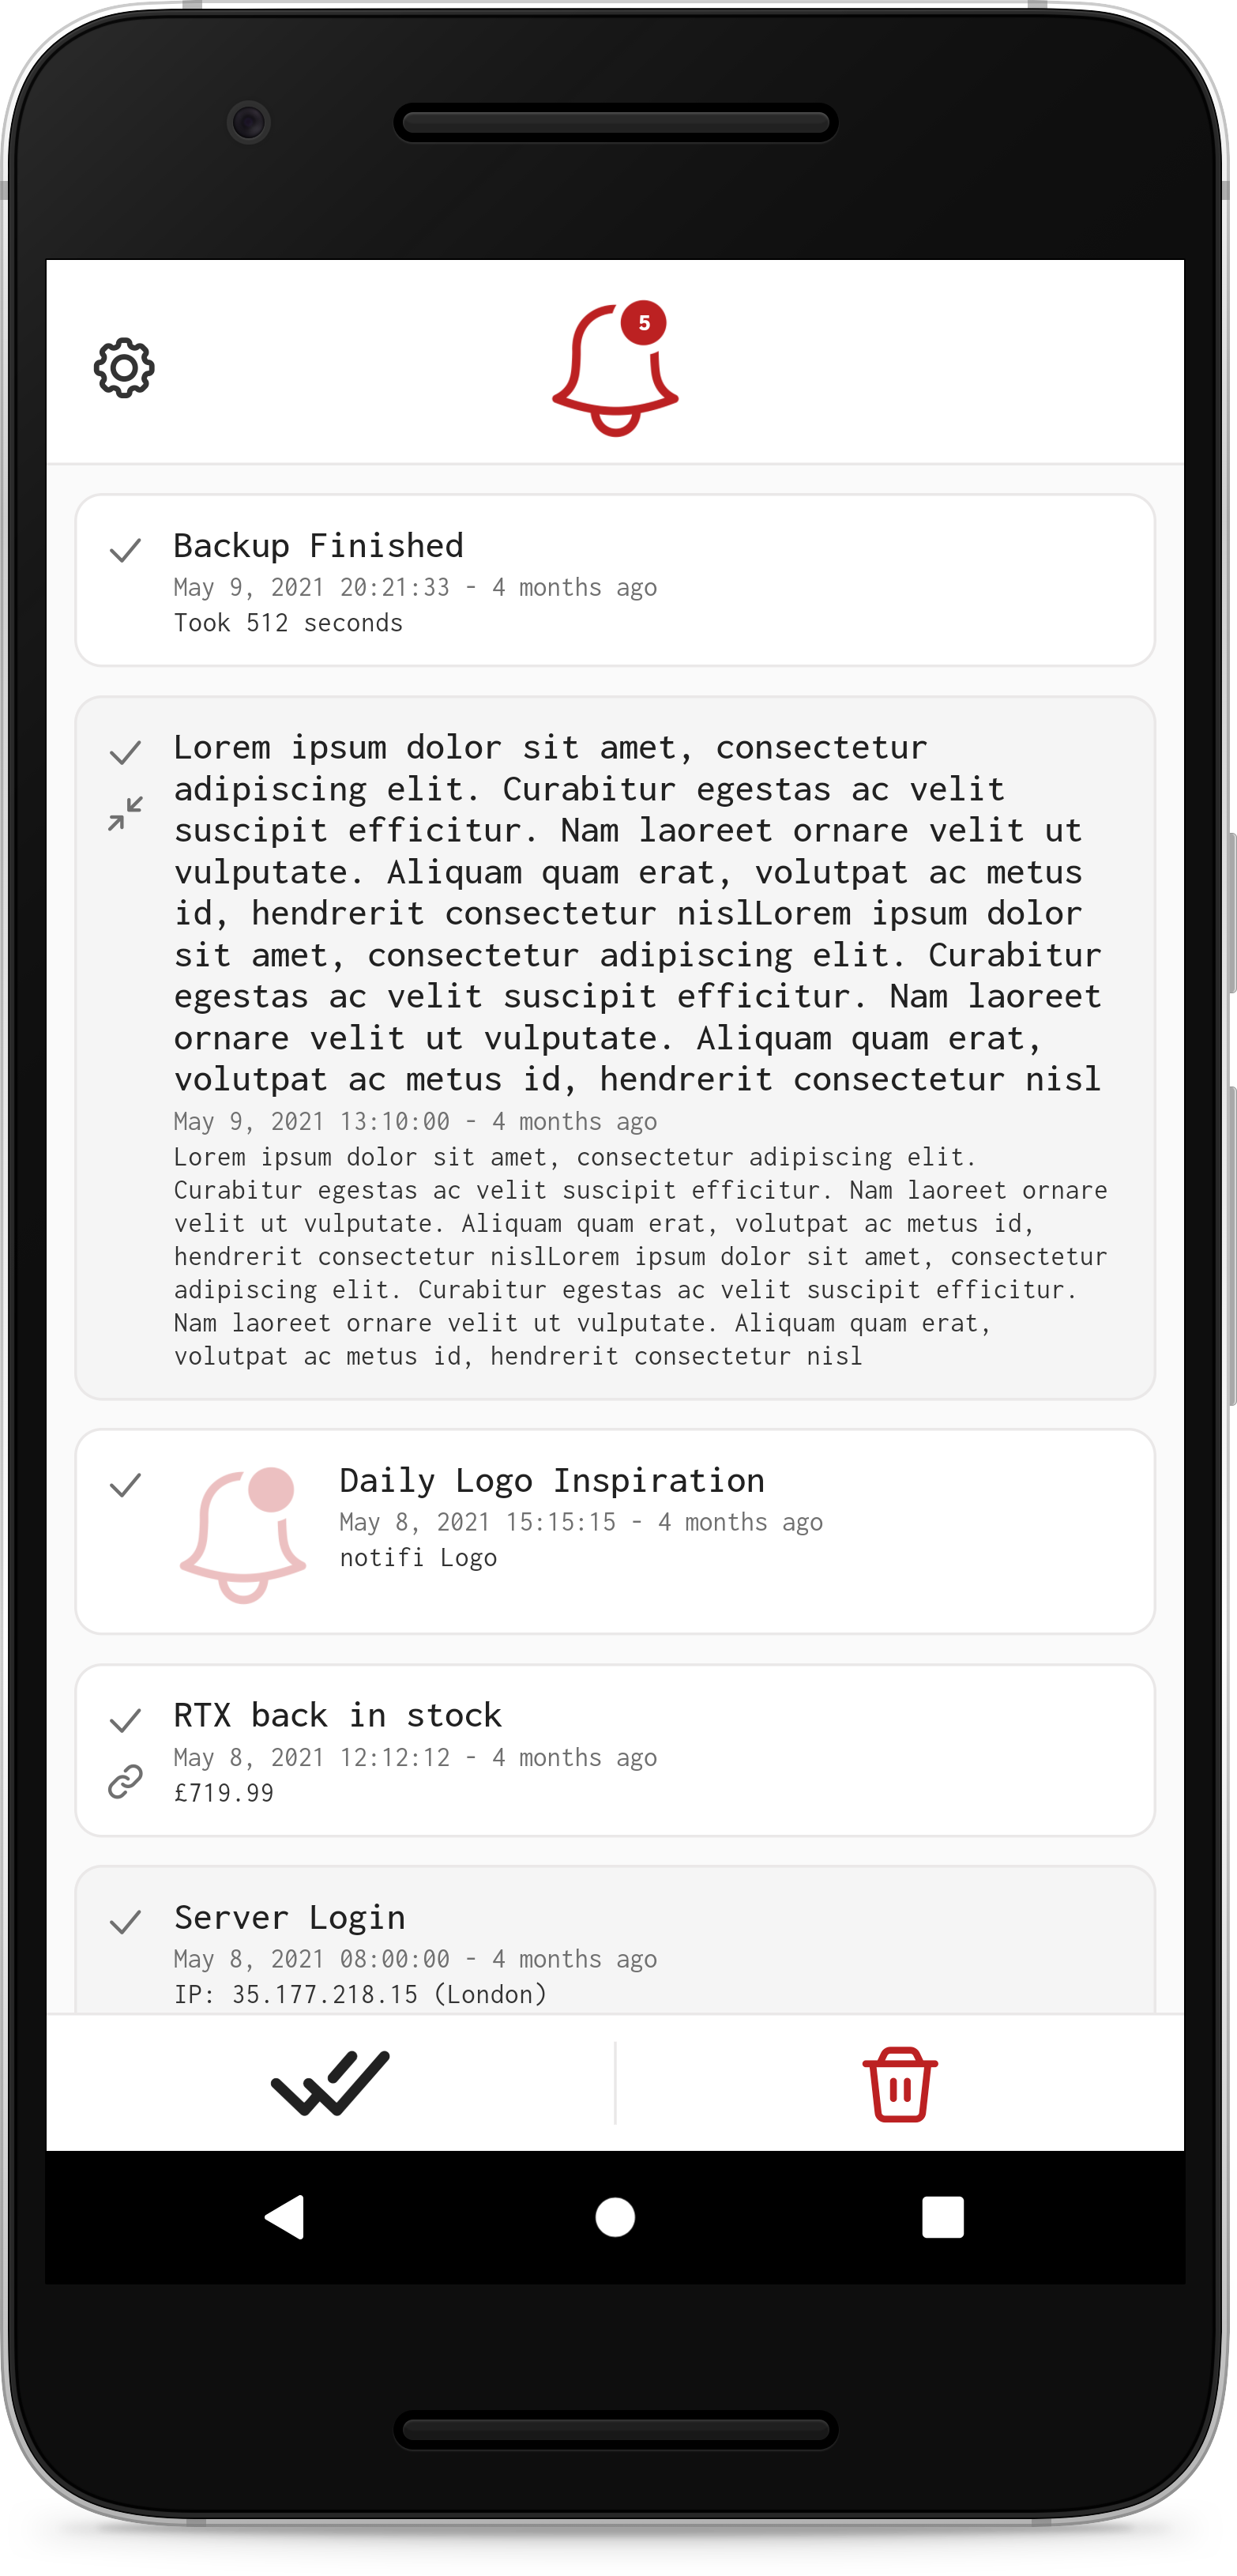 5
Backup Finished
May 9, 2021 20:21:33 - 4 months ago
Took 512 seconds
Lorem ipsum dolor sit amet, consectetur
adipiscing elit. Curabitur egestas ac velit
suscipit efficitur. Nam laoreet ornare velit ut
vulputate. Aliquam quam erat, volutpat ac metus
id, hendrerit consectetur nislLorem ipsum dolor
sit amet, consectetur adipiscing elit. Curabitur
egestas ac velit suscipit efficitur. Nam laoreet
ornare velit ut vulputate. Aliquam quam erat,
volutpat ac metus id, hendrerit consectetur nisl
May 9, 2021 13:10:00 - 4 months ago
Lorem ipsum dolor sit amet, consectetur adipiscing elit.
Curabitur egestas ac velit suscipit efficitur. Nam laoreet ornare
velit ut vulputate. Aliquam quam erat, volutpat ac metus id,
hendrerit consectetur nislLorem ipsum dolor sit amet, consectetur
adipiscing elit. Curabitur egestas ac velit suscipit efficitur.
Nam laoreet ornare velit ut vulputate. Aliquam quam erat,
volutpat ac metus id, hendrerit consectetur nisl
Daily Logo Inspiration
May 8, 2021 15:15:15 - 4 months ago
notifi Logo
RTX back in stock
May 8, 2021 12:12:12 - 4 months ago
£719.99
Server Login
May 8, 2021 08:00:00 - 4 months ago
IP: 35.177.218.15 (London)